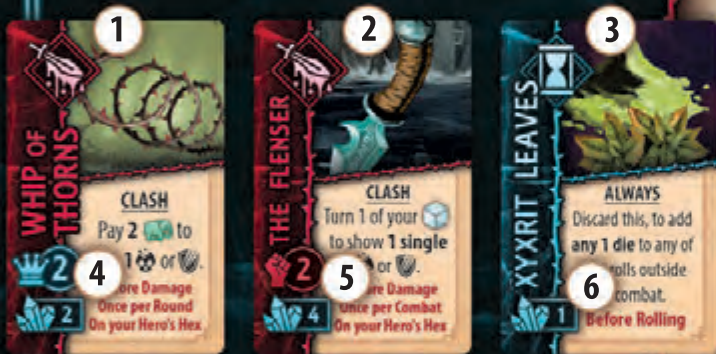 1
WHIP OF
THORNS
CLASH
Pay 2 to
1 or .
2
4
re Damage
Once per Round
2
On your Hero's Hex
2
THE FLENSER
CLASH
Turn 1 of your
to show 1 single
or .
2
5
re Damage
4
Once per Combat
On your Hero's Hex
3
XYXRIT LEAVES
ALWAYS
Discard this, to add
any 1 die to any of
olls outside
6
combat.
1
Before Rolling